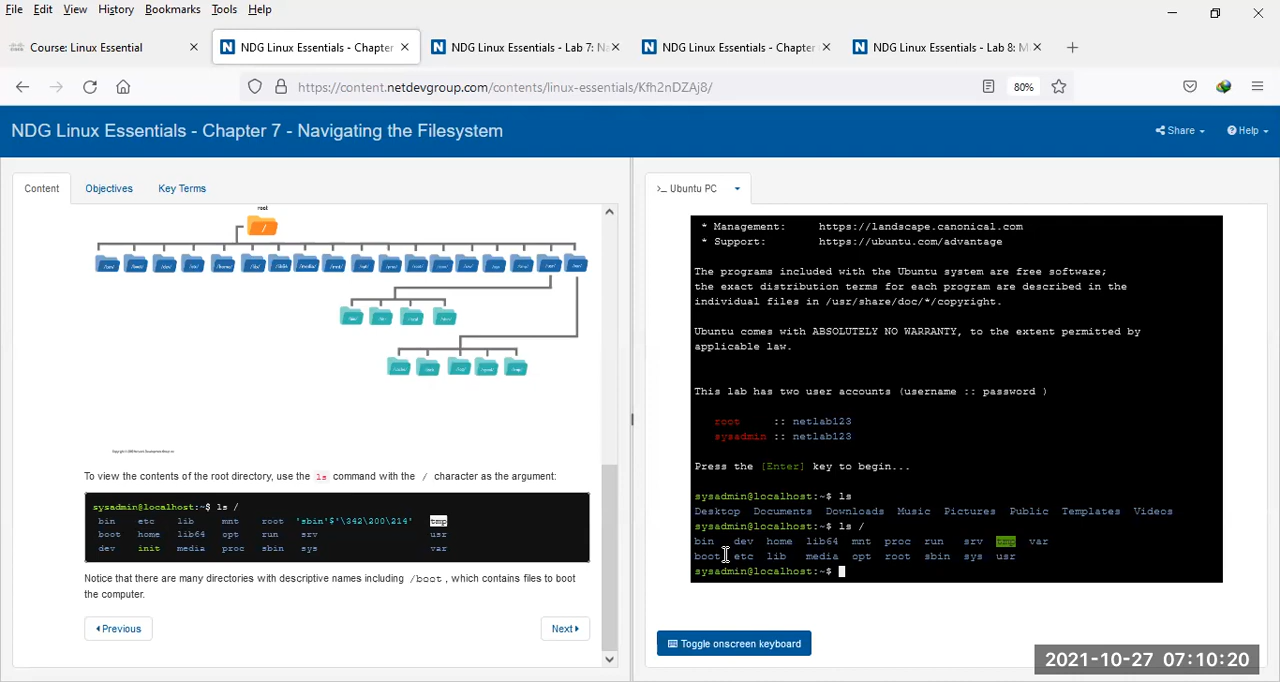 File Edit View History Bookmarks Tools Help
Course: Linux Essential
NDG Linux Essentials - Chapter
NDG Linux Essentials - Lab 7: Na
NDG Linux Essentials - Chapter
NDG Linux Essentials - Lab 8: M
https://content.netdevgroup.com/contents/linux-essentials/Kfh2nDZAj8/
80%
NDG Linux Essentials - Chapter 7 - Navigating the Filesystem
Share
Help
Content Objectives Key Terms
root
/
To view the contents of the root directory, use the ls command with the / character as the argument:
sysadmin@localhost:~$ ls /
bin etc lib mnt root 'sbin'$'\342\200\214' tmp
boot home lib64 opt run srv usr
dev init media proc sbin sys var
Notice that there are many directories with descriptive names including /boot, which contains files to boot
the computer.
Previous
Next
>_ Ubuntu PC
* Management: https://landscape.canonical.com
* Support: https://ubuntu.com/advantage
The programs included with the Ubuntu system are free software;
the exact distribution terms for each program are described in the
individual files in /usr/share/doc/*/copyright.
Ubuntu comes with ABSOLUTELY NO WARRANTY, to the extent permitted by
applicable law.
This lab has two user accounts (username :: password )
root :: netlab123
sysadmin :: netlab123
Press the [Enter] key to begin...
sysadmin@localhost:~$ ls
Desktop Documents Downloads Music Pictures Public Templates Videos
sysadmin@localhost:~$ ls /
bin dev home lib64 mnt proc run srv tmp var
boot etc lib media opt root sbin sys usr
sysadmin@localhost:~$
Toggle onscreen keyboard
2021-10-27 07:10:20